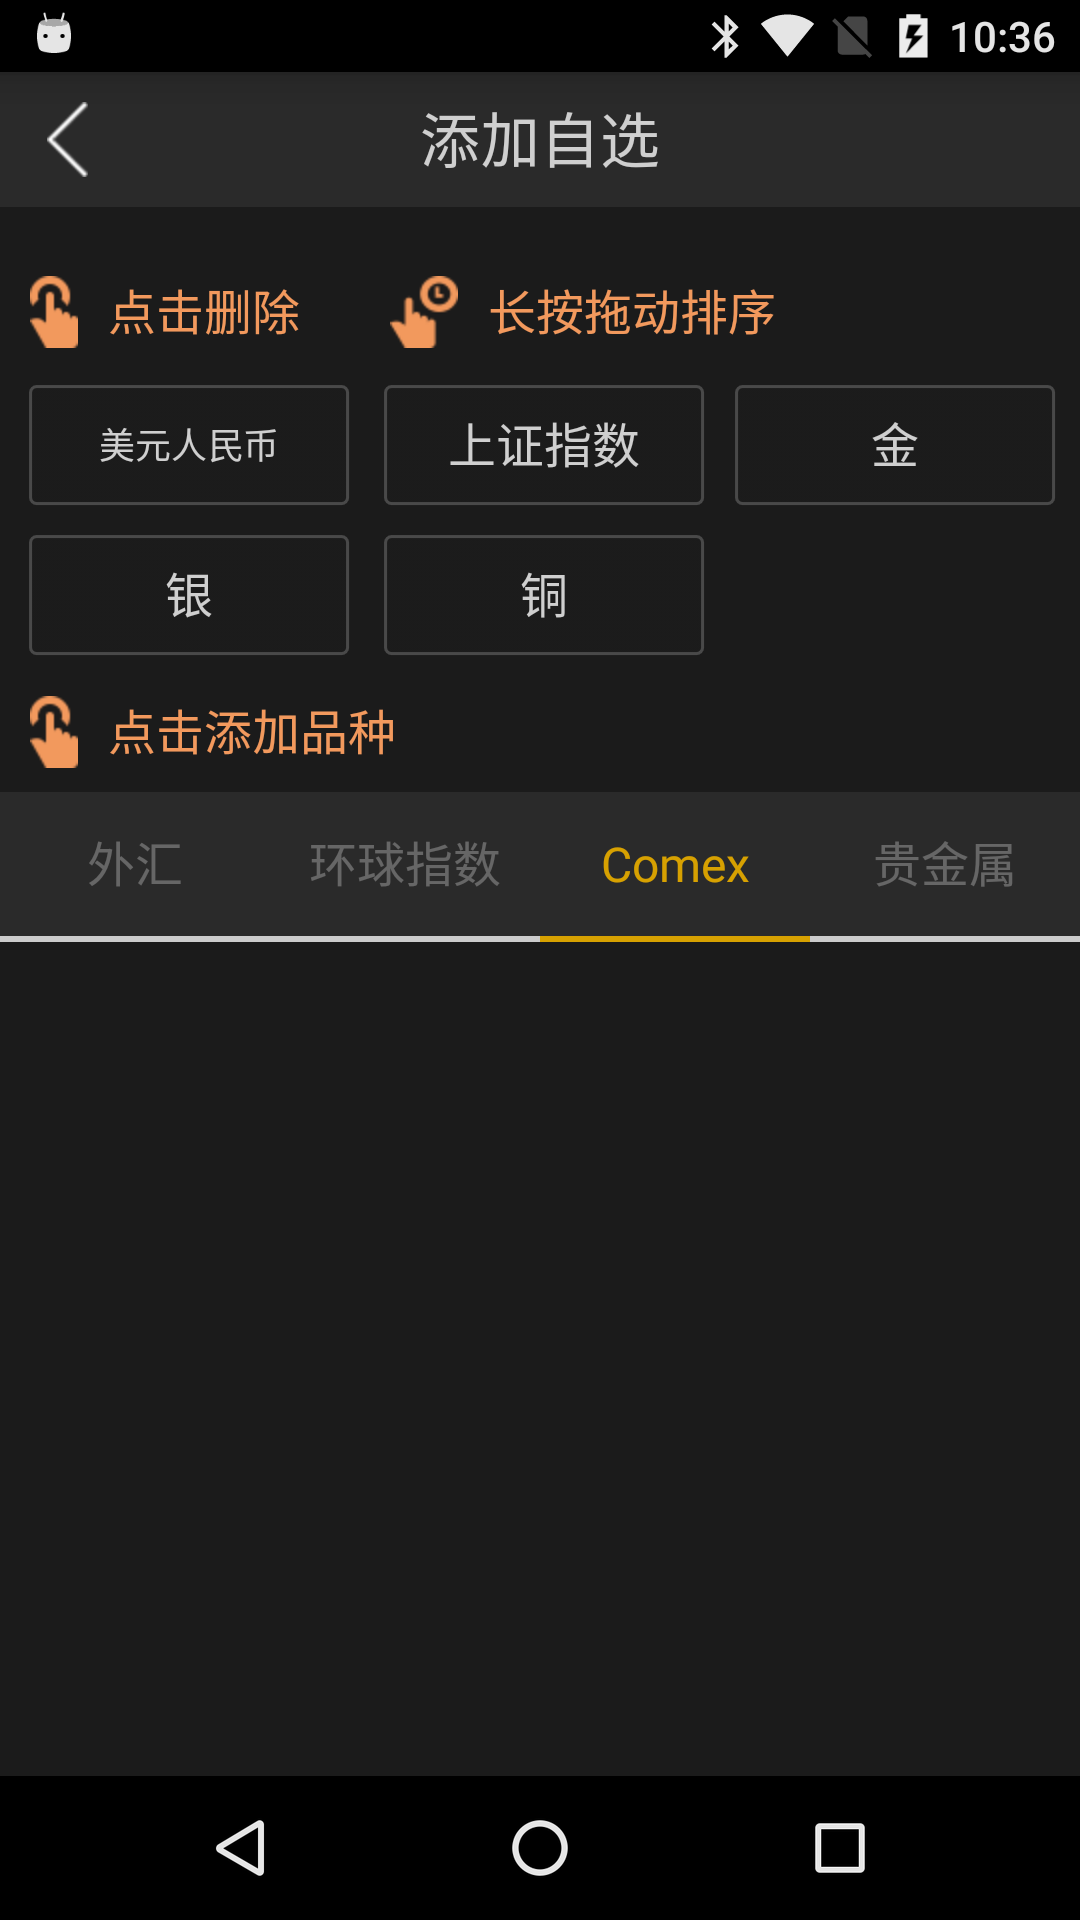 10:36
添加自选
点击删除 长按拖动排序
美元人民币 上证指数 金
银 铜
点击添加品种
外汇 环球指数 Comex 贵金属